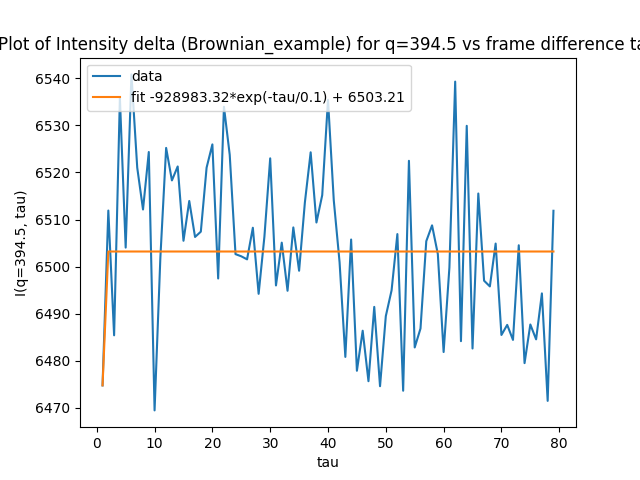 Plot of Intensity delta (Brownian_example) for q=394.5 vs frame difference ta
data
fit -928983.32*exp(-tau/0.1) + 6503.21
I(q=394.5, tau)
6540
6530
6520
6510
6500
6490
6480
6470
0 10 20 30 40 50 60 70 80
tau